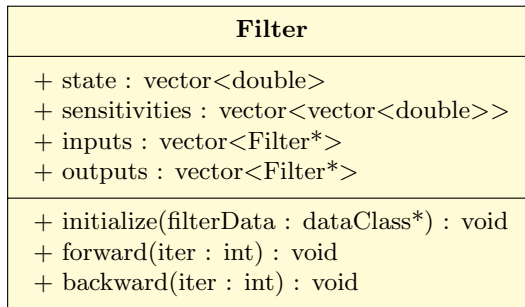 Filter
+ state : vector<double>
+ sensitivities : vector<vector<double>>
+ inputs : vector<Filter*>
+ outputs : vector<Filter*>
+ initialize(filterData : dataClass*) : void
+ forward(iter : int) : void
+ backward(iter : int) : void